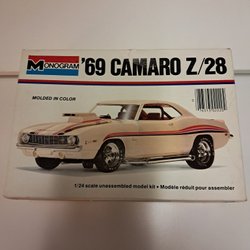 MONOGRAM
'69 CAMARO Z/28
MOLDED IN COLOR
1/24 scale unassembled model kit • Modèle réduit pour assembler